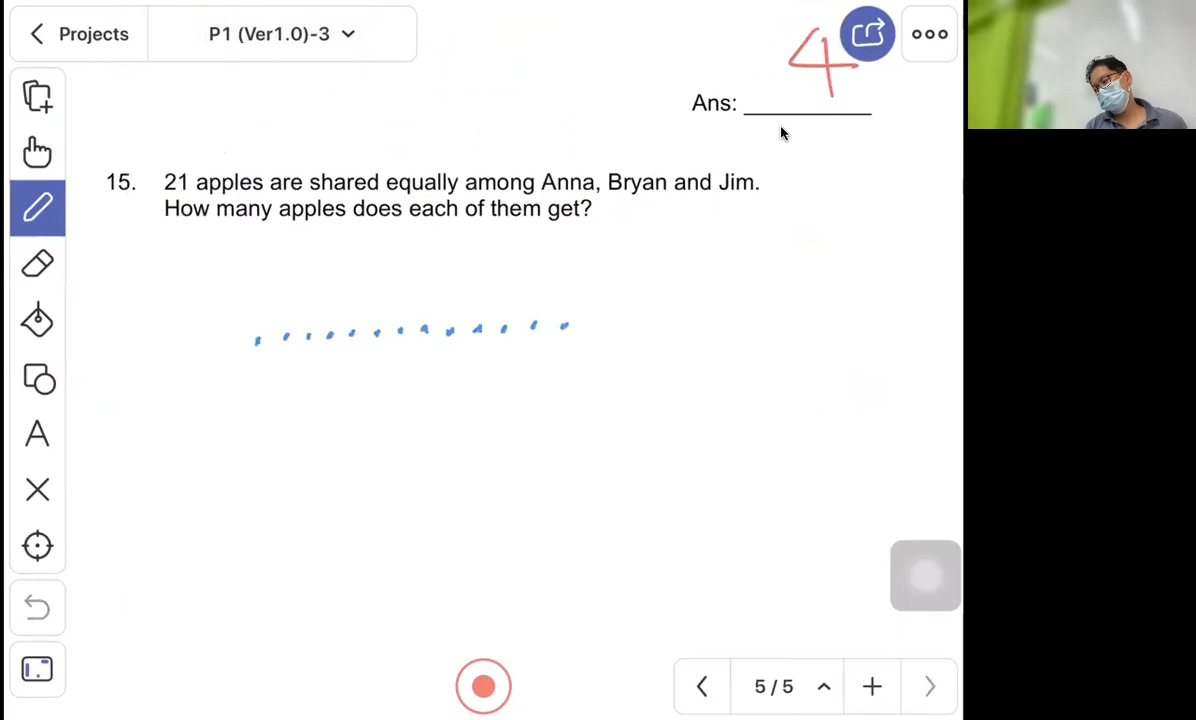 Projects
P1 (Ver1.0)-3
4
Ans: ____________
15. 21 apples are shared equally among Anna, Bryan and Jim.
How many apples does each of them get?
A
5 / 5